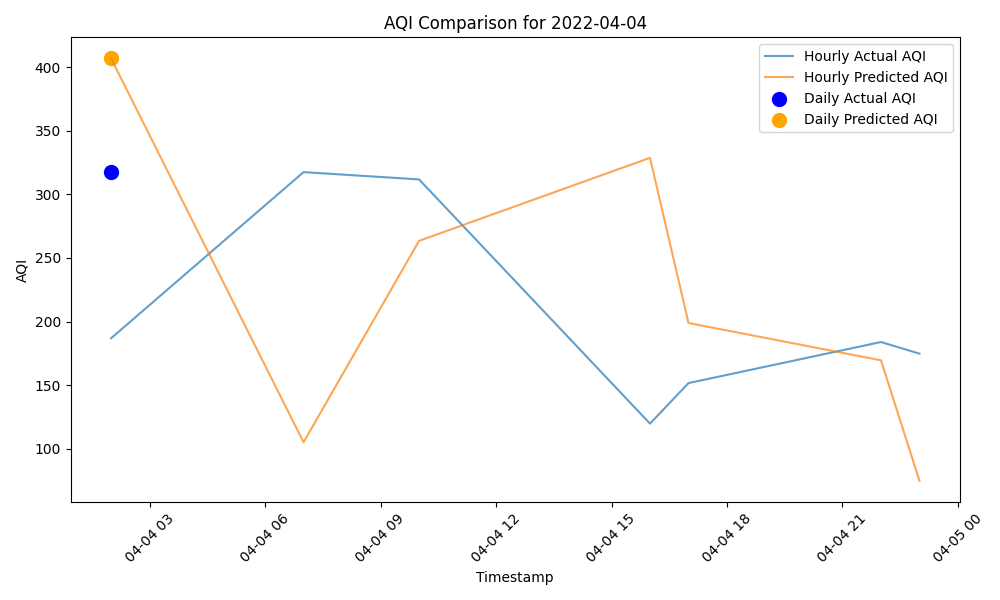 AQI Comparison for 2022-04-04
Hourly Actual AQI
Hourly Predicted AQI
Daily Actual AQI
Daily Predicted AQI
400
350
300
250
200
150
100
AQI
04-04 03
04-04 06
04-04 09
04-04 12
04-04 15
04-04 18
04-04 21
04-05 00
Timestamp